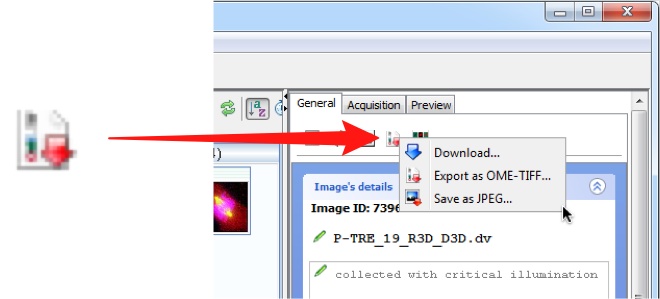 General Acquisition Preview
Download...
Export as OME-TIFF...
Save as JPEG...
Image's details
Image ID: 7396
P-TRE_19_R3D_D3D.dv
collected with critical illumination